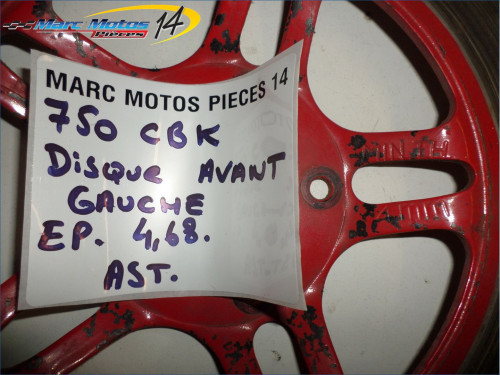 Marc Motos 14
Pièces
MARC MOTOS PIECES 14
750 CBK
DISQUE AVANT
GAUCHE
EP. 4,68.
AST.